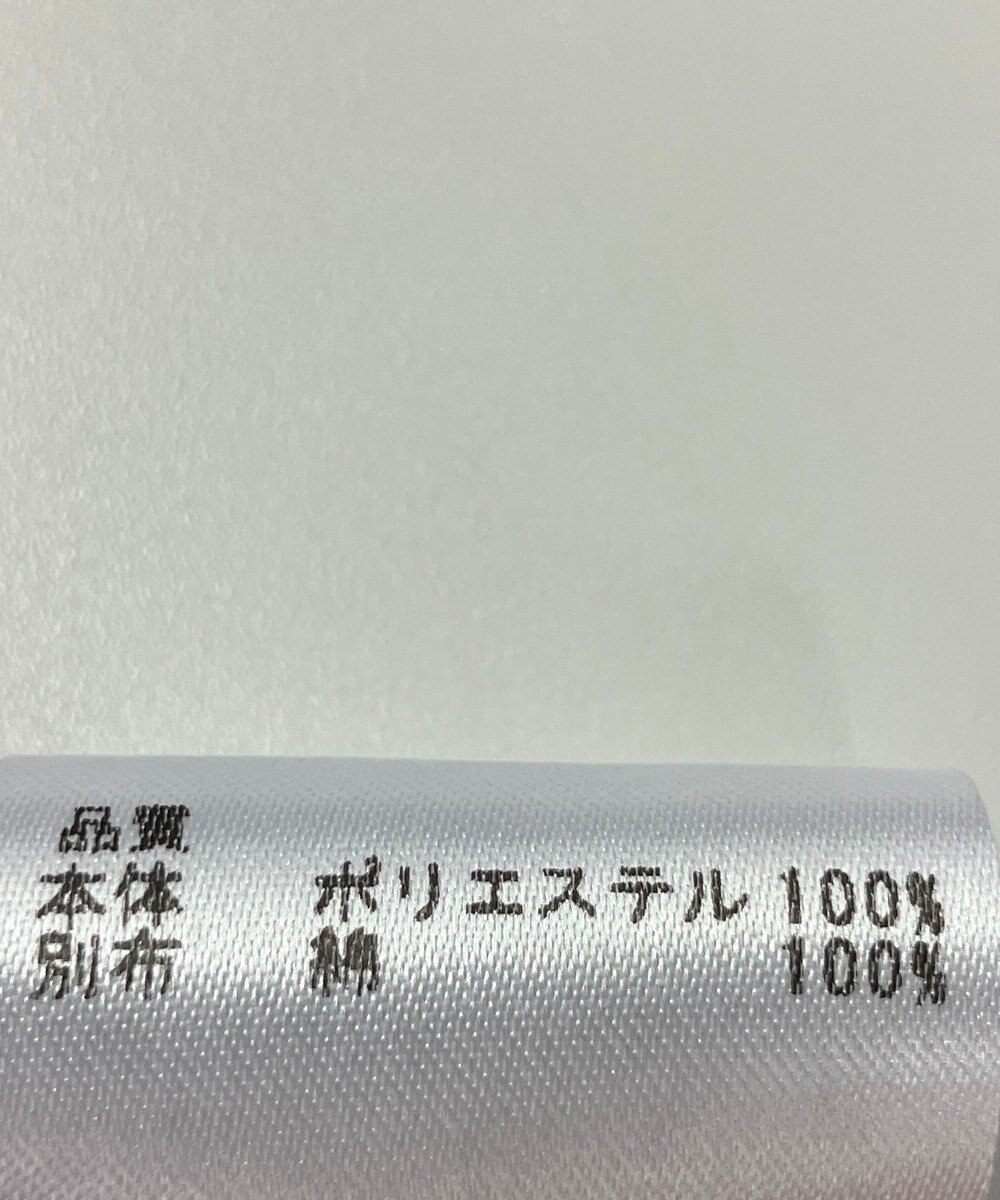 品質
本体 ポリエステル 100%
別布 綿 100%